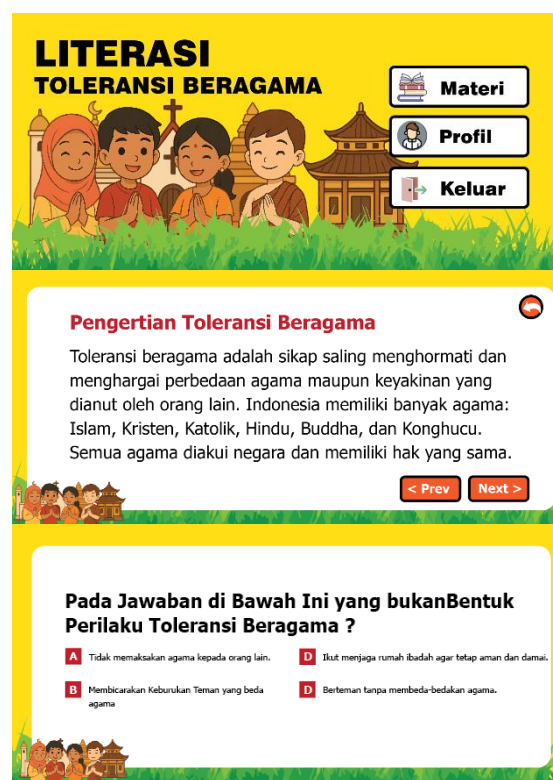 LITERASI
TOLERANSI BERAGAMA
Materi
Profil
Keluar
Pengertian Toleransi Beragama
Toleransi beragama adalah sikap saling menghormati dan
menghargai perbedaan agama maupun keyakinan yang
dianut oleh orang lain. Indonesia memiliki banyak agama:
Islam, Kristen, Katolik, Hindu, Buddha, dan Konghucu.
Semua agama diakui negara dan memiliki hak yang sama.
< Prev
Next >
Pada Jawaban di Bawah Ini yang bukanBentuk
Perilaku Toleransi Beragama ?
A Tidak memaksakan agama kepada orang lain.
D Ikut menjaga rumah ibadah agar tetap aman dan damai.
B Membicarakan Keburukan Teman yang beda
agama
D Berteman tanpa membeda-bedakan agama.